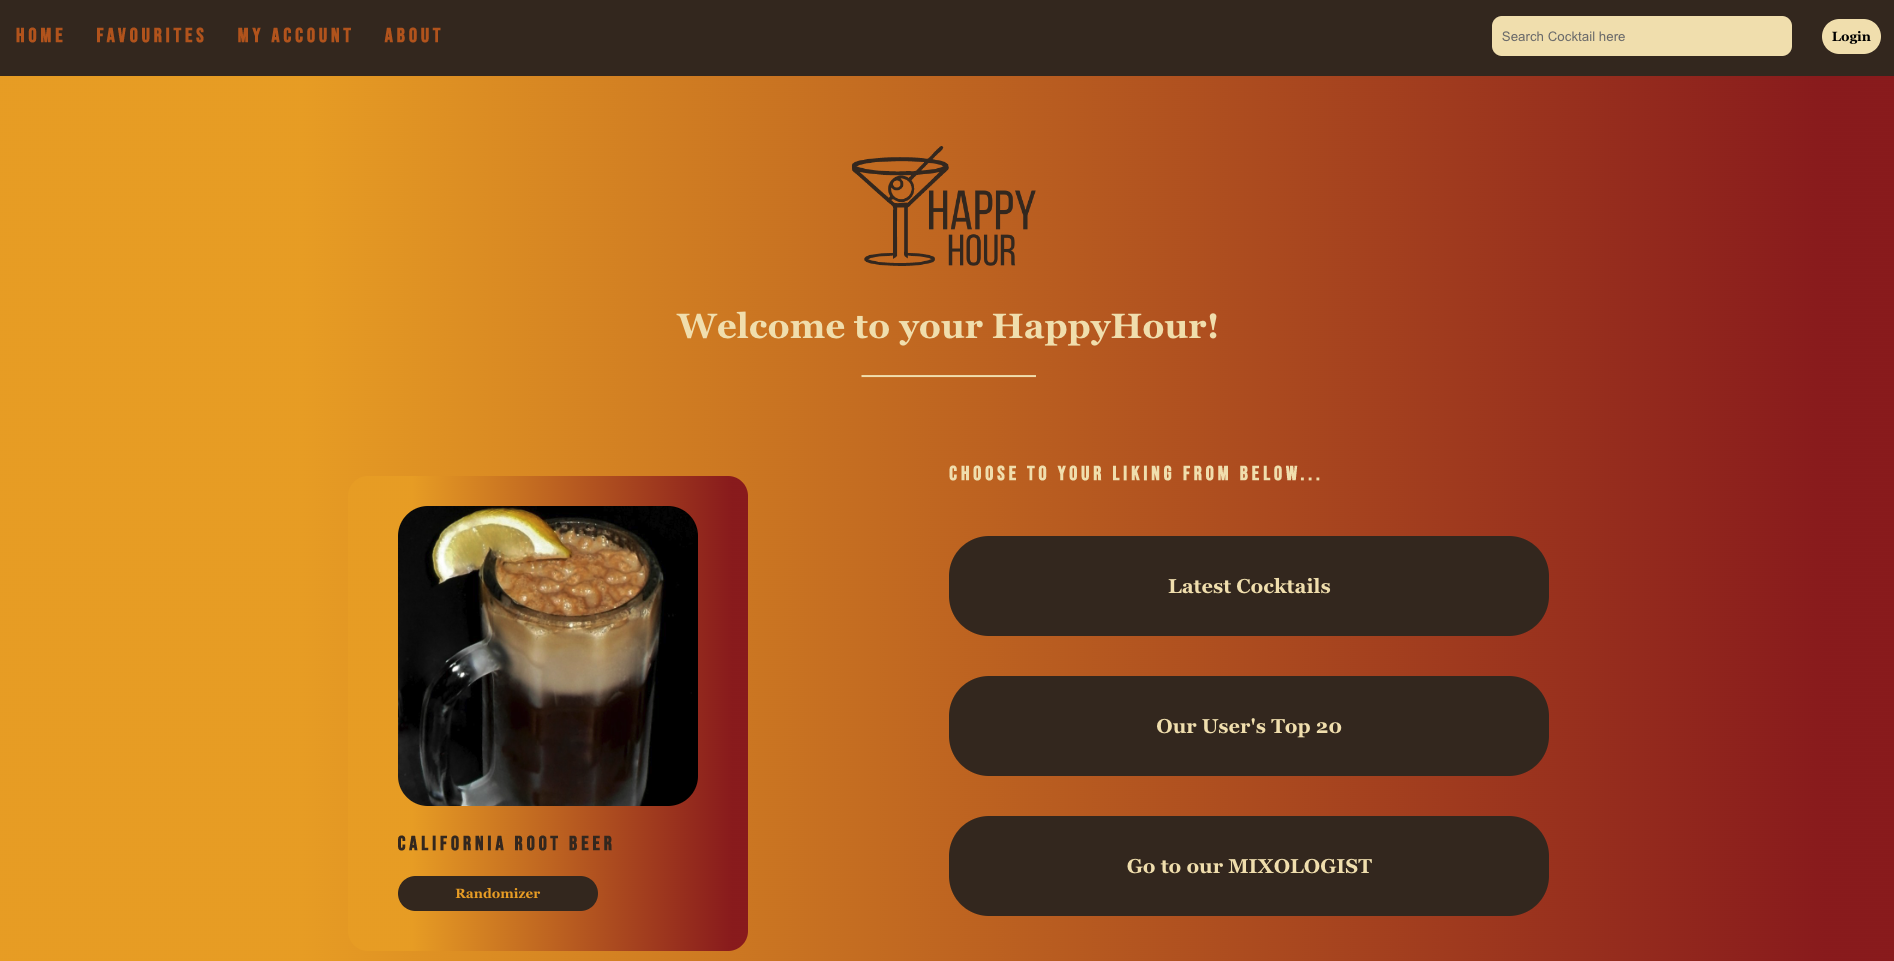 HOME
FAVOURITES
MY ACCOUNT
ABOUT
Search Cocktail here
Login
HAPPY
HOUR
Welcome to your HappyHour!
CHOOSE TO YOUR LIKING FROM BELOW...
Latest Cocktails
Our User's Top 20
Go to our MIXOLOGIST
CALIFORNIA ROOT BEER
Randomizer